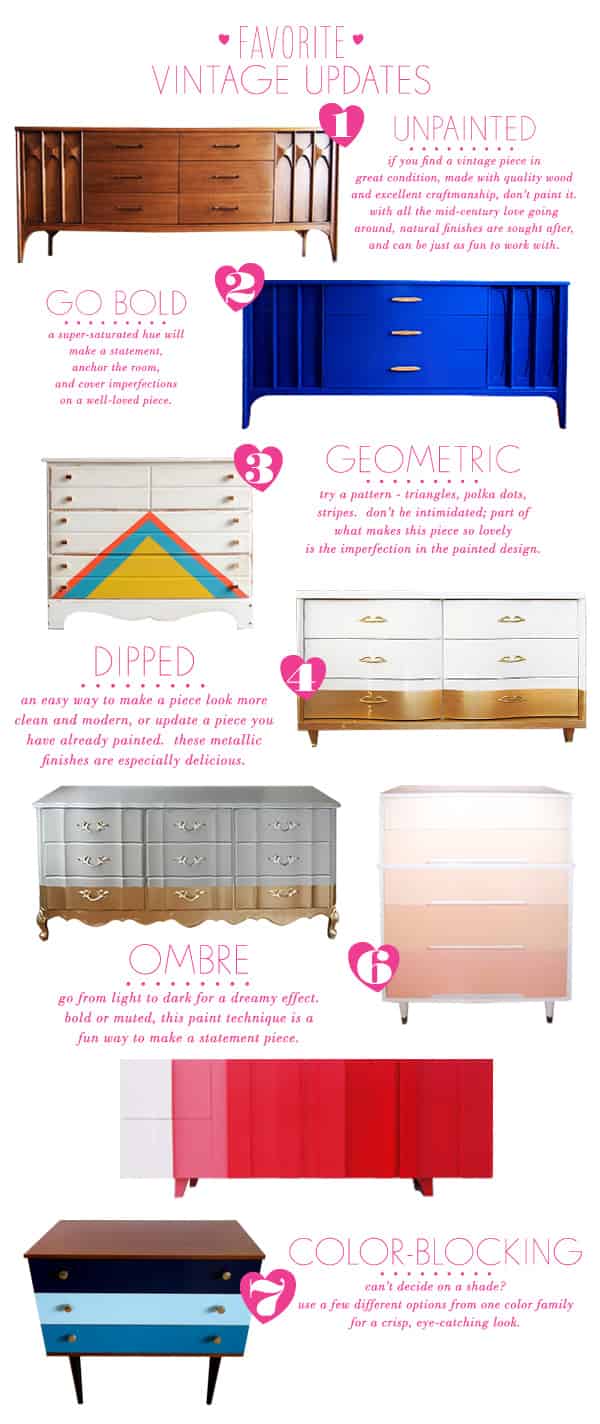 FAVORITE
VINTAGE UPDATES
1
UNPAINTED
if you find a vintage piece in
great condition, made with quality wood
and excellent craftmanship, don't paint it.
with all the mid-century love going
around, natural finishes are sought after,
and can be just as fun to work with.
2
GO BOLD
a super-saturated hue will
make a statement,
anchor the room,
and cover imperfections
on a well-loved piece.
3
GEOMETRIC
try a pattern - triangles, polka dots,
stripes. don't be intimidated; part of
what makes this piece so lovely
is the imperfection in the painted design.
DIPPED
4
an easy way to make a piece look more
clean and modern, or update a piece you
have already painted. these metallic
finishes are especially delicious.
OMBRE
6
go from light to dark for a dreamy effect.
bold or muted, this paint technique is a
fun way to make a statement piece.
7
COLOR-BLOCKING
can't decide on a shade?
use a few different options from one color family
for a crisp, eye-catching look.